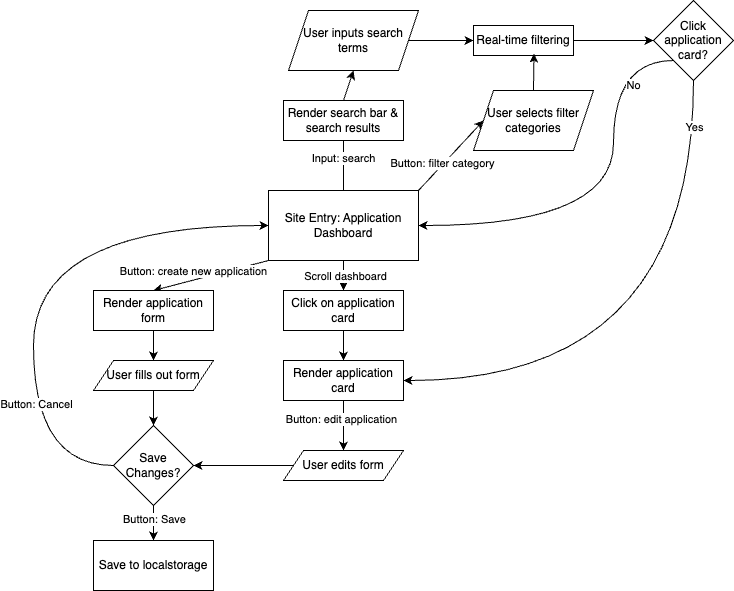 User inputs search
terms
Real-time filtering
Click
application
card?
No
Yes
Render search bar &
search results
User selects filter
categories
Input: search
Button: filter category
Site Entry: Application
Dashboard
Button: create new application
Scroll dashboard
Render application
form
Click on application
card
User fills out form
Render application
card
Button: Cancel
Button: edit application
Save
Changes?
User edits form
Button: Save
Save to localstorage